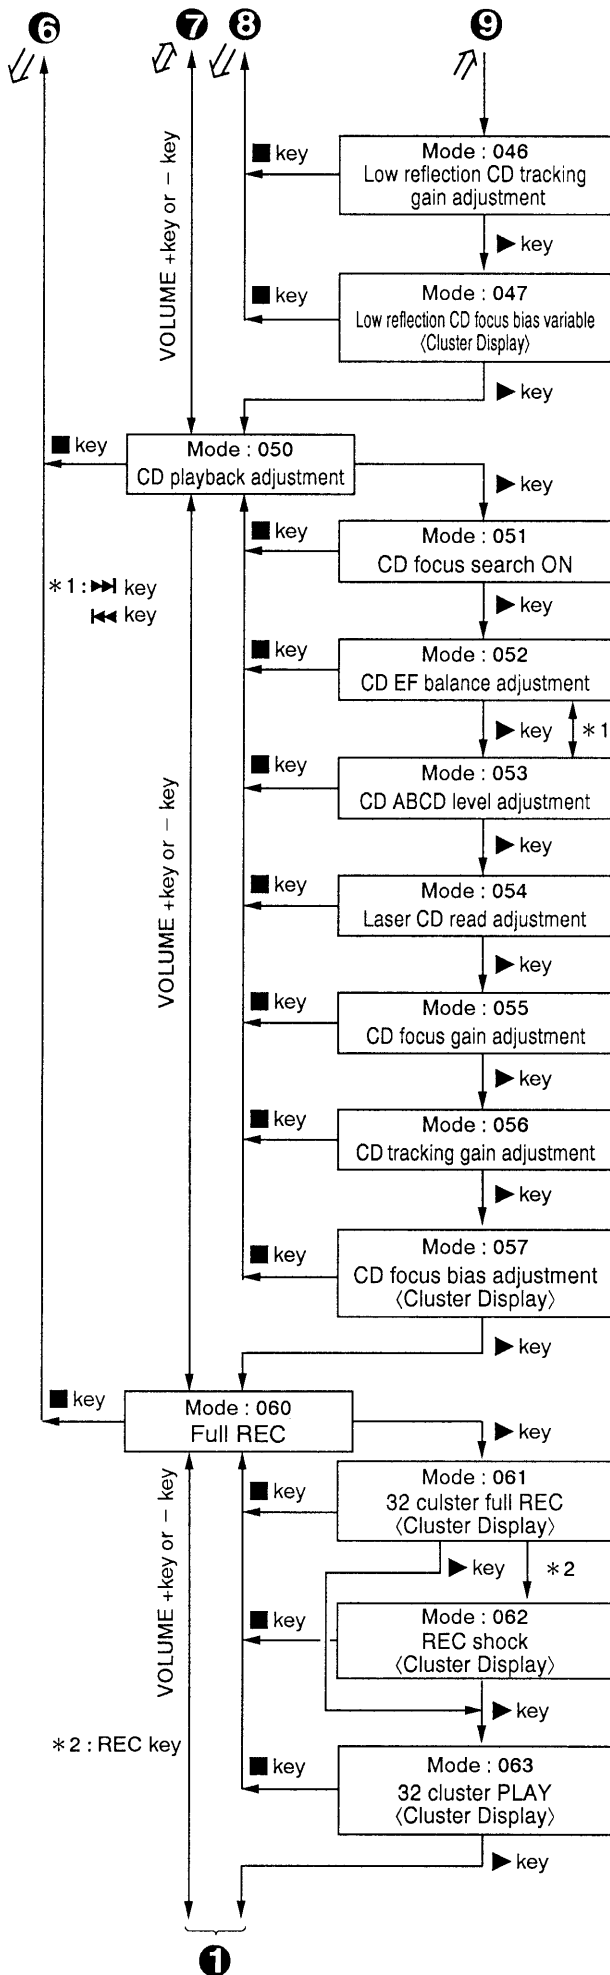 6 7 8 9
Mode : 046
Low reflection CD tracking
gain adjustment
■ key
▶ key
VOLUME +key or − key
Mode : 047
Low reflection CD focus bias variable
〈Cluster Display〉
■ key
▶ key
Mode : 050
CD playback adjustment
■ key
▶ key
Mode : 051
CD focus search ON
■ key
▶ key
*1 : ▶▶| key
|◀◀ key
Mode : 052
CD EF balance adjustment
■ key
▶ key
*1
Mode : 053
CD ABCD level adjustment
■ key
▶ key
VOLUME +key or − key
Mode : 054
Laser CD read adjustment
■ key
▶ key
Mode : 055
CD focus gain adjustment
■ key
▶ key
Mode : 056
CD tracking gain adjustment
■ key
▶ key
Mode : 057
CD focus bias adjustment
〈Cluster Display〉
■ key
▶ key
Mode : 060
Full REC
■ key
▶ key
Mode : 061
32 culster full REC
〈Cluster Display〉
■ key
▶ key
*2
VOLUME +key or − key
Mode : 062
REC shock
〈Cluster Display〉
■ key
▶ key
*2 : REC key
Mode : 063
32 cluster PLAY
〈Cluster Display〉
■ key
▶ key
1